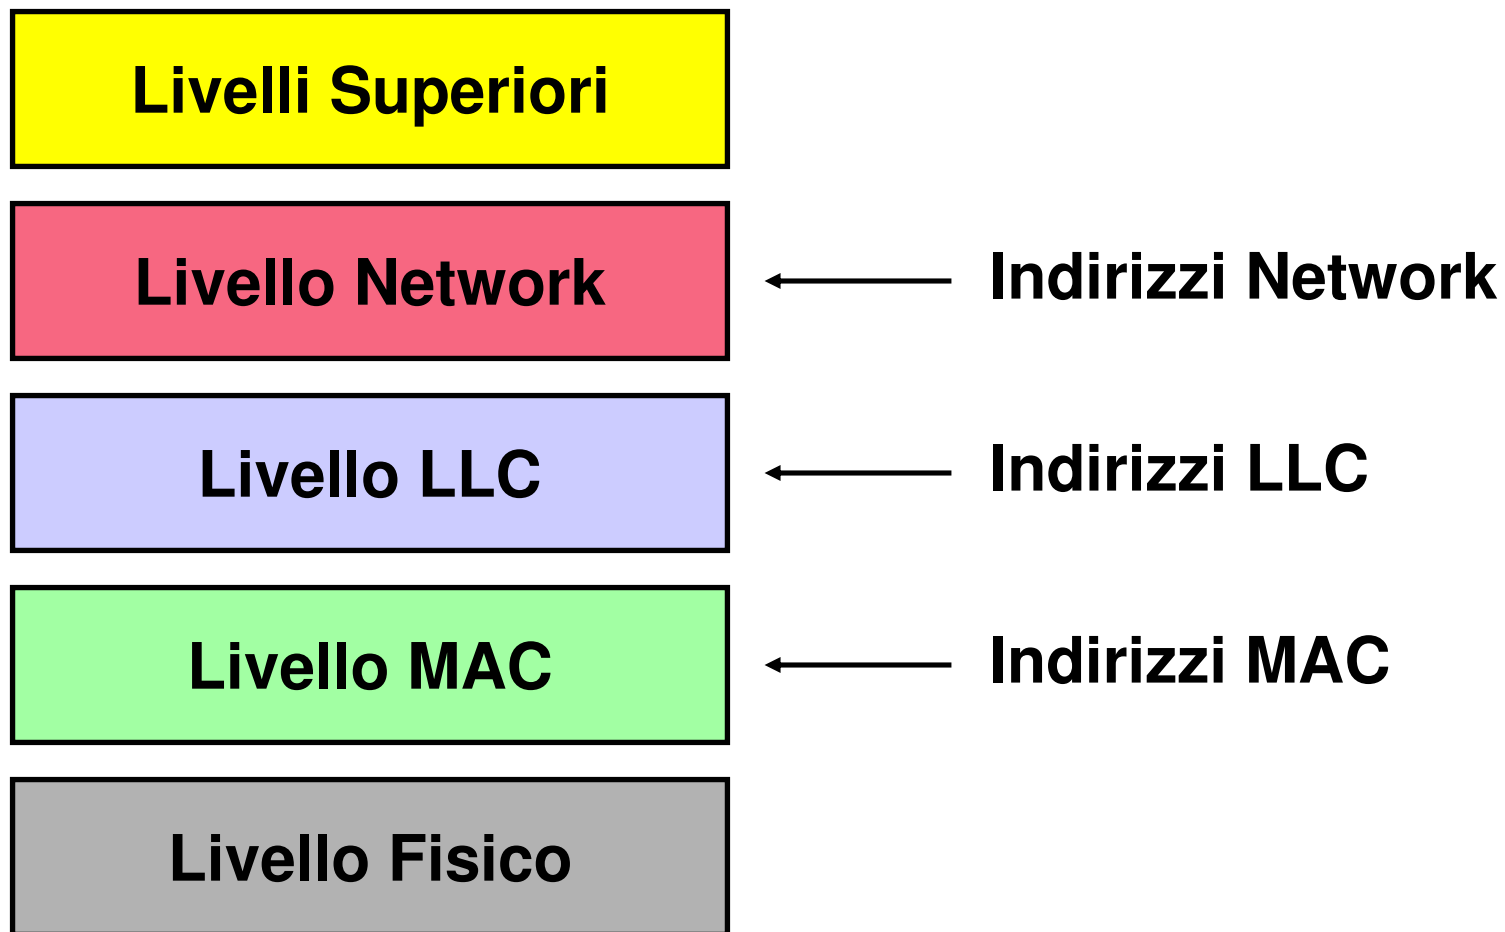 Livelli Superiori
Livello Network
Indirizzi Network
Livello LLC
Indirizzi LLC
Livello MAC
Indirizzi MAC
Livello Fisico